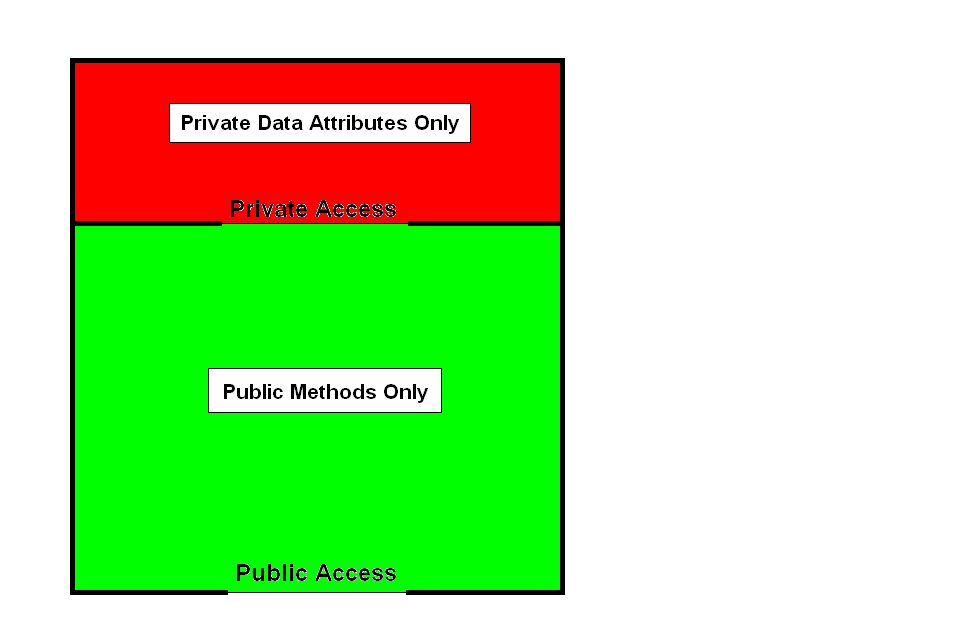 Private Data Attributes Only
Private Access
Public Methods Only
Public Access